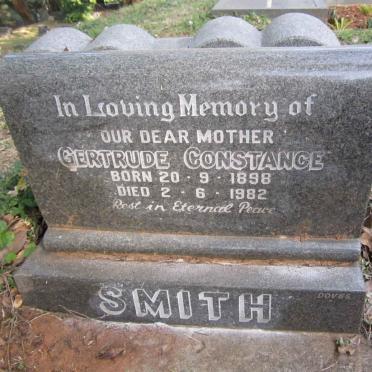 In Loving Memory of
OUR DEAR MOTHER
GERTRUDE CONSTANCE
BORN 20 - 9 - 1898
DIED 2 - 6 - 1982
Rest in Eternal Peace
SMITH
DOVES